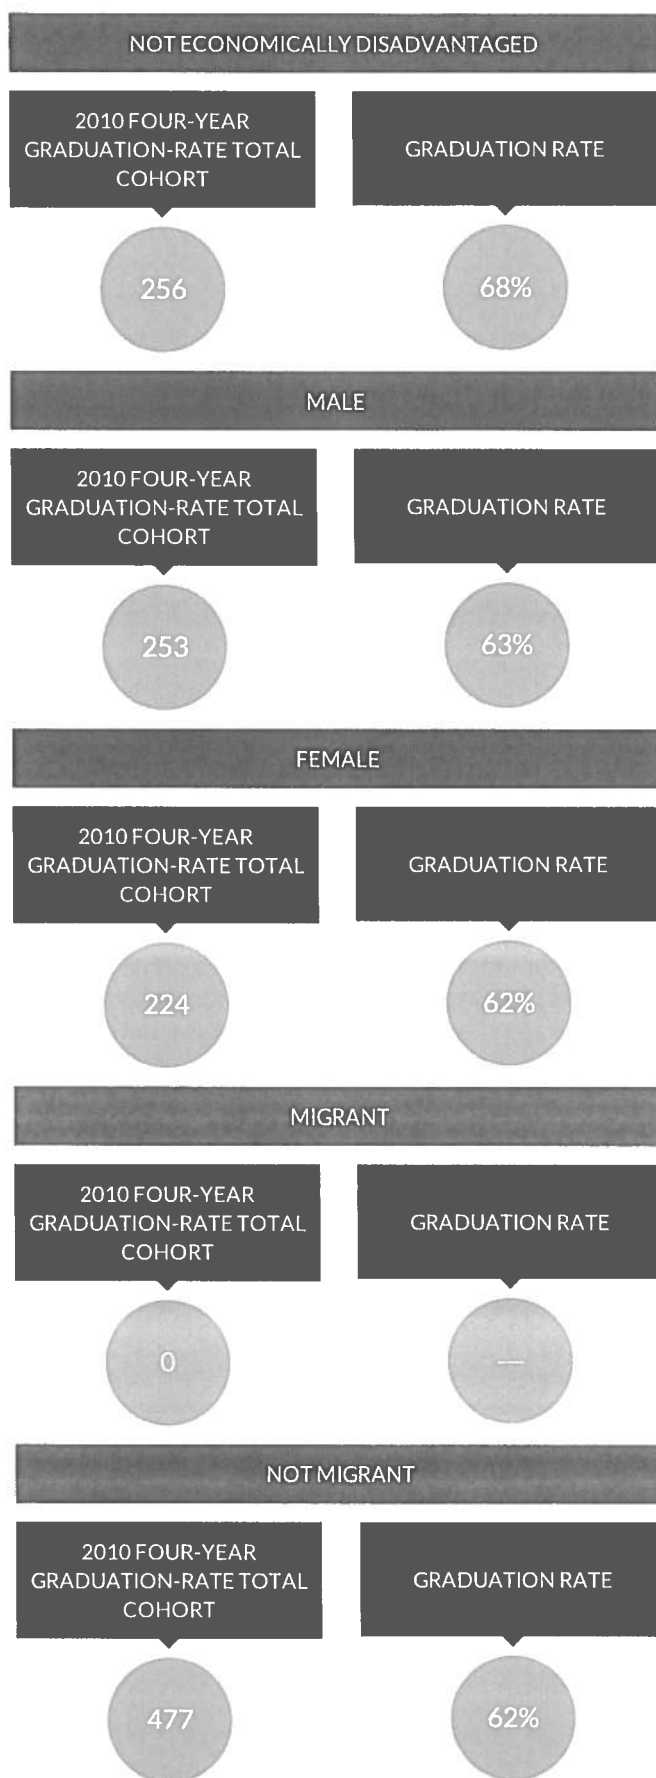 NOT ECONOMICALLY DISADVANTAGED
2010 FOUR-YEAR
GRADUATION-RATE TOTAL
COHORT
GRADUATION RATE
256
68%
MALE
2010 FOUR-YEAR
GRADUATION-RATE TOTAL
COHORT
GRADUATION RATE
253
63%
FEMALE
2010 FOUR-YEAR
GRADUATION-RATE TOTAL
COHORT
GRADUATION RATE
224
62%
MIGRANT
2010 FOUR-YEAR
GRADUATION-RATE TOTAL
COHORT
GRADUATION RATE
0
—
NOT MIGRANT
2010 FOUR-YEAR
GRADUATION-RATE TOTAL
COHORT
GRADUATION RATE
477
62%